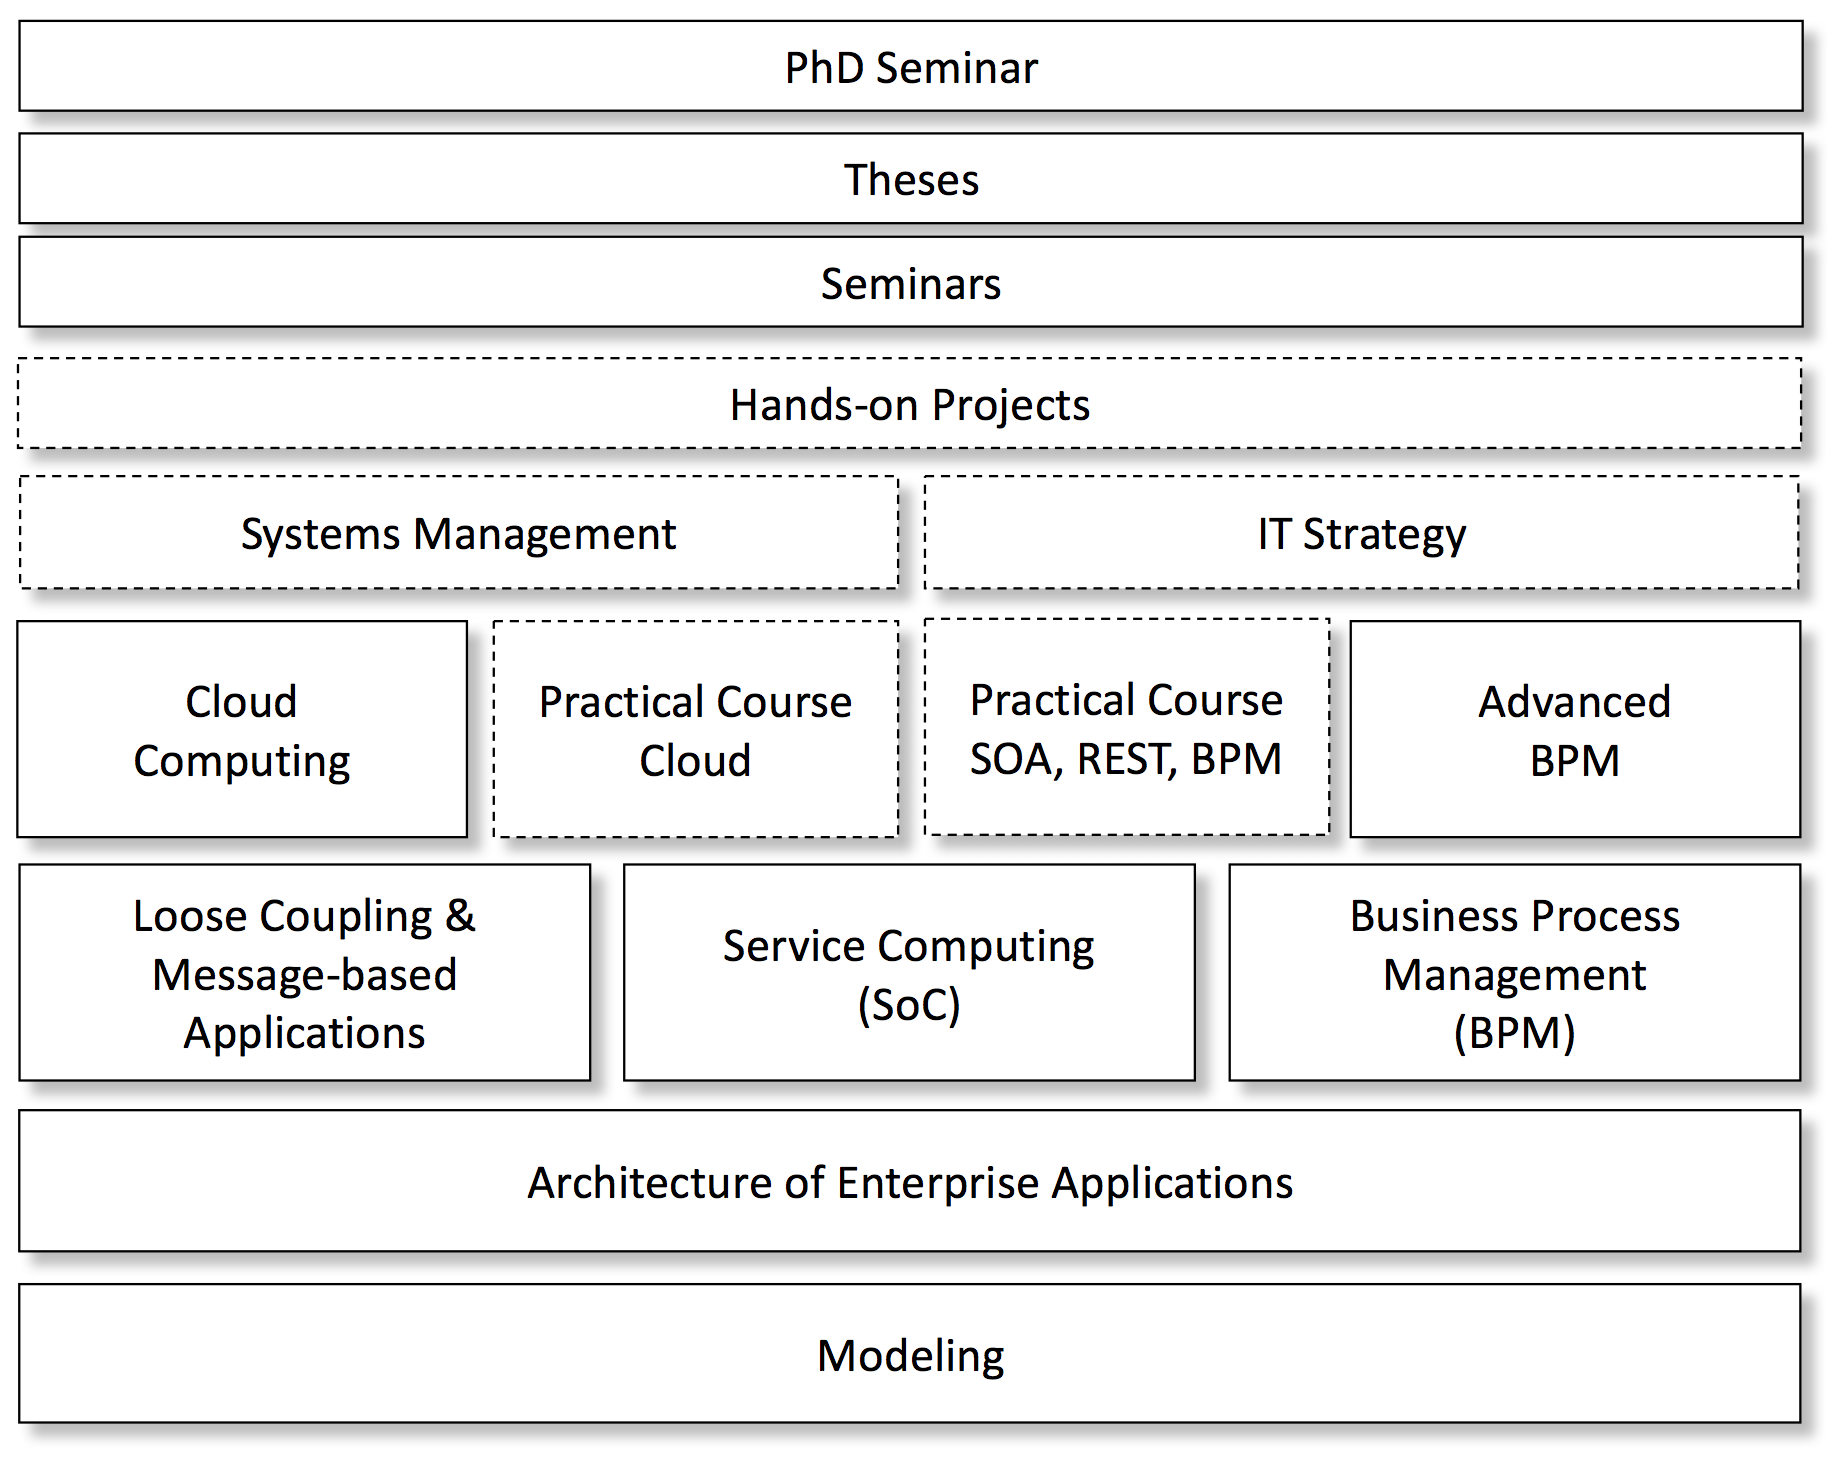 PhD Seminar
Theses
Seminars
Hands-on Projects
Systems Management
IT Strategy
Cloud
Computing
Practical Course
Cloud
Practical Course
SOA, REST, BPM
Advanced
BPM
Loose Coupling &
Message-based
Applications
Service Computing
(SoC)
Business Process
Management
(BPM)
Architecture of Enterprise Applications
Modeling